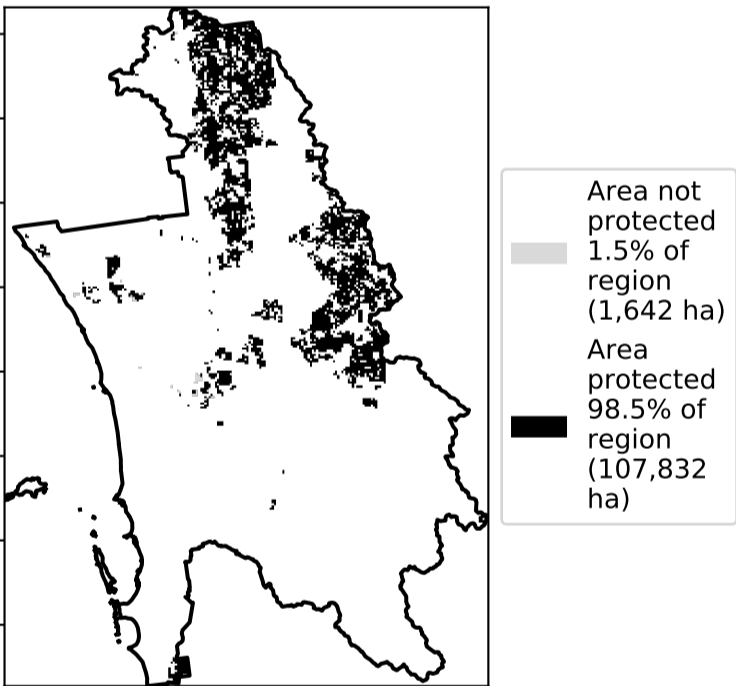 Area not
protected
1.5% of
region
(1,642 ha)
Area
protected
98.5% of
region
(107,832
ha)